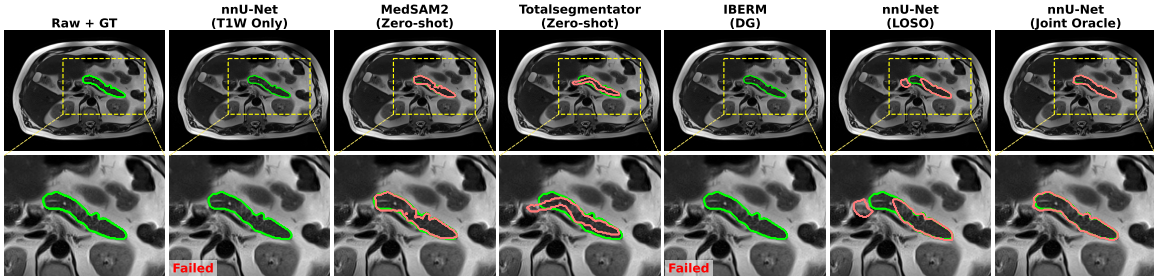 Raw + GT
nnU-Net
(T1W Only)
MedSAM2
(Zero-shot)
Totalsegmentator
(Zero-shot)
IBERM
(DG)
nnU-Net
(LOSO)
nnU-Net
(Joint Oracle)
Failed
Failed